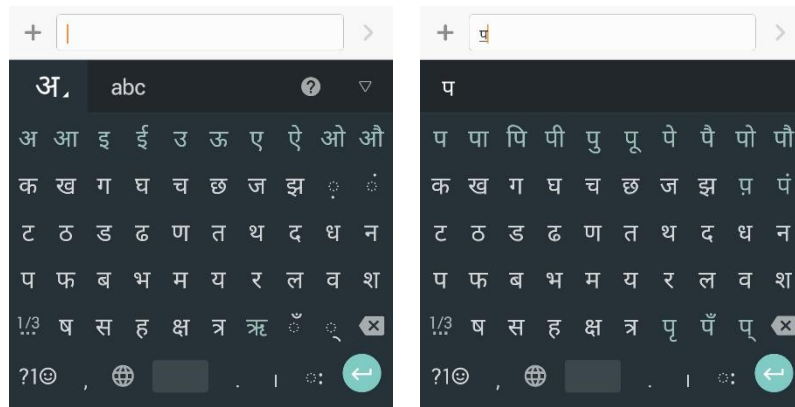 अ abc
अ आ इ ई उ ऊ ए ऐ ओ औ
क ख ग घ च छ ज झ ़ ं
ट ठ ड ढ ण त थ द ध न
प फ ब भ म य र ल व श
1/3 ष स ह क्ष त्र ऋ ँ ्
?1☺ , . । ः
प
प
प पा पि पी पु पू पे पै पो पौ
क ख ग घ च छ ज झ प़ पं
ट ठ ड ढ ण त थ द ध न
प फ ब भ म य र ल व श
1/3 ष स ह क्ष त्र पृ पँ प्
?1☺ , . । ः